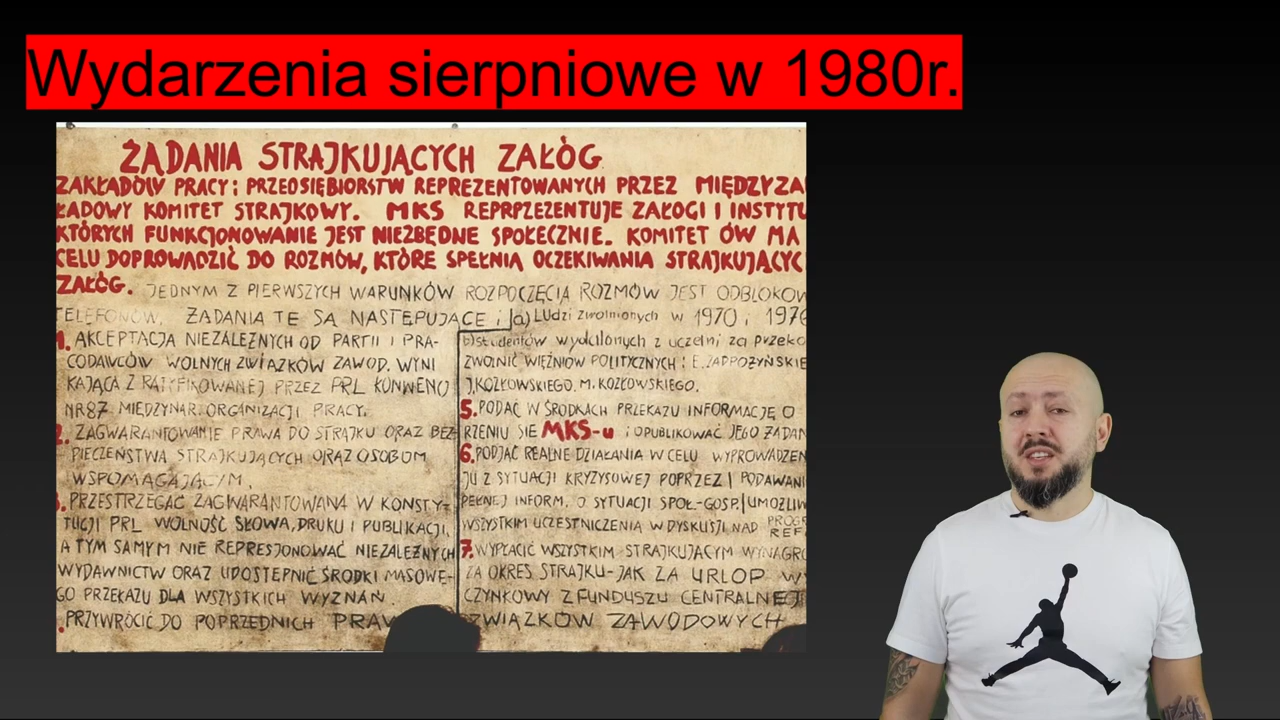 Wydarzenia sierpniowe w 1980r.
ŻĄDANIA STRAJKUJĄCYCH ZAŁÓG
ZAKŁADÓW PRACY i PRZEDSIĘBIORSTW REPREZENTOWANYCH PRZEZ MIĘDZYZA
ŁADOWY KOMITET STRAJKOWY. MKS REPRPZEZENTUJE ZAŁOGI I INSTYTU
KTÓRYCH FUNKCJONOWANIE JEST NIEZBĘDNE SPOŁECZNIE. KOMITET ÓW MA
CELU DOPROWADZIĆ DO ROZMÓW, KTÓRE SPEŁNIĄ OCZEKIWANIA STRAJKUJĄCYC
ZAŁÓG. JEDNYM Z PIERWSZYCH WARUNKÓW ROZPOCZĘCIA ROZMÓW JEST ODBLOKOW
TELEFONÓW. ŻĄDANIA TE SĄ NASTĘPUJĄCE:
1. AKCEPTACJA NIEZALEŻNYCH OD PARTII I PRA-
CODAWCÓW WOLNYCH ZWIĄZKÓW ZAWOD. WYNI
KAJĄCA Z RATYFIKOWANEJ PRZEZ PRL KONWENCJ
NR87 MIĘDZYNAR. ORGANIZACJI PRACY.
2. ZAGWARANTOWANIE PRAWA DO STRAJKU ORAZ BEZ-
PIECZEŃSTWA STRAJKUJĄCYCH ORAZ OSOBOM
WSPOMAGAJĄCYM.
3. PRZESTRZEGAĆ ZAGWARANTOWANĄ W KONSTY-
TUCJI PRL WOLNOŚĆ SŁOWA, DRUKU I PUBLIKACJI,
A TYM SAMYM NIE REPRESJONOWAĆ NIEZALEŻNYCH
WYDAWNICTW ORAZ UDOSTĘPNIĆ ŚRODKI MASOWE-
GO PRZEKAZU DLA WSZYSTKICH WYZNAŃ.
PRZYWRÓCIĆ DO POPRZEDNICH PRAW
a) LUdzi zwolnionych w 1970 i 1976
b) studentów wydalonych z uczelni za przeko
ZWOLNIĆ WIĘŹNIÓW POLITYCZNYCH: E. ZADROŻYŃSKIE
J. KOZŁOWSKIEGO, M. KOZŁOWSKIEGO.
5. PODAĆ W ŚRODKACH PRZEKAZU INFORMACJĘ O
RZENIU SIĘ MKS-u i OPUBLIKOWAĆ JEGO ŻĄDAN
6. PODJĄĆ REALNE DZIAŁANIA W CELU WYPROWADZEN
JU Z SYTUACJI KRYZYSOWEJ POPRZEZ PODAWANI
PEŁNEJ INFORM. O SYTUACJI SPOŁ-GOSP. UMOŻLIW
WSZYSTKIM UCZESTNICZENIA W DYSKUSJI NAD PROGR REF
7. WYPŁACIĆ WSZYSTKIM STRAJKUJĄCYM WYNAGRO
ZA OKRES STRAJKU-JAK ZA URLOP WY
CZYNKOWY Z FUNDUSZU CENTRALNEJ
ZWIĄZKÓW ZAWODOWYCH